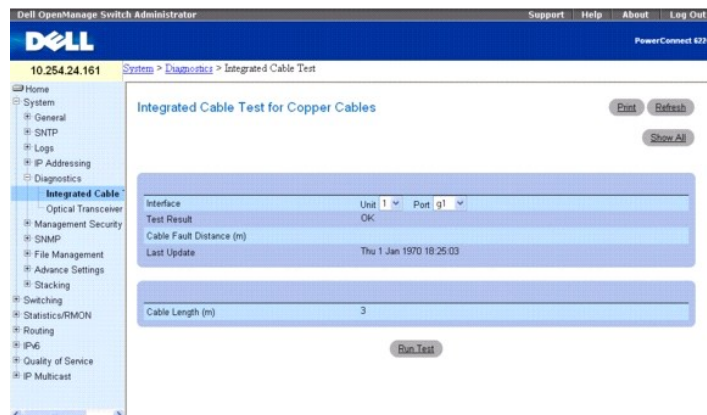 Dell OpenManage Switch Administrator
Support Help About Log Out
DELL
PowerConnect
10.254.24.161
System > Diagnostics > Integrated Cable Test
Home
System
General
SNTP
Logs
IP Addressing
Diagnostics
Integrated Cable
Optical Transceiver
Management Security
SNMP
File Management
Advance Settings
Stacking
Switching
Statistics/RMON
Routing
IPv6
Quality of Service
IP Multicast
Integrated Cable Test for Copper Cables
Print Refresh
Show All
Interface Unit 1 Port g1
Test Result OK
Cable Fault Distance (m)
Last Update Thu 1 Jan 1970 18:25:03
Cable Length (m) 3
Run Test